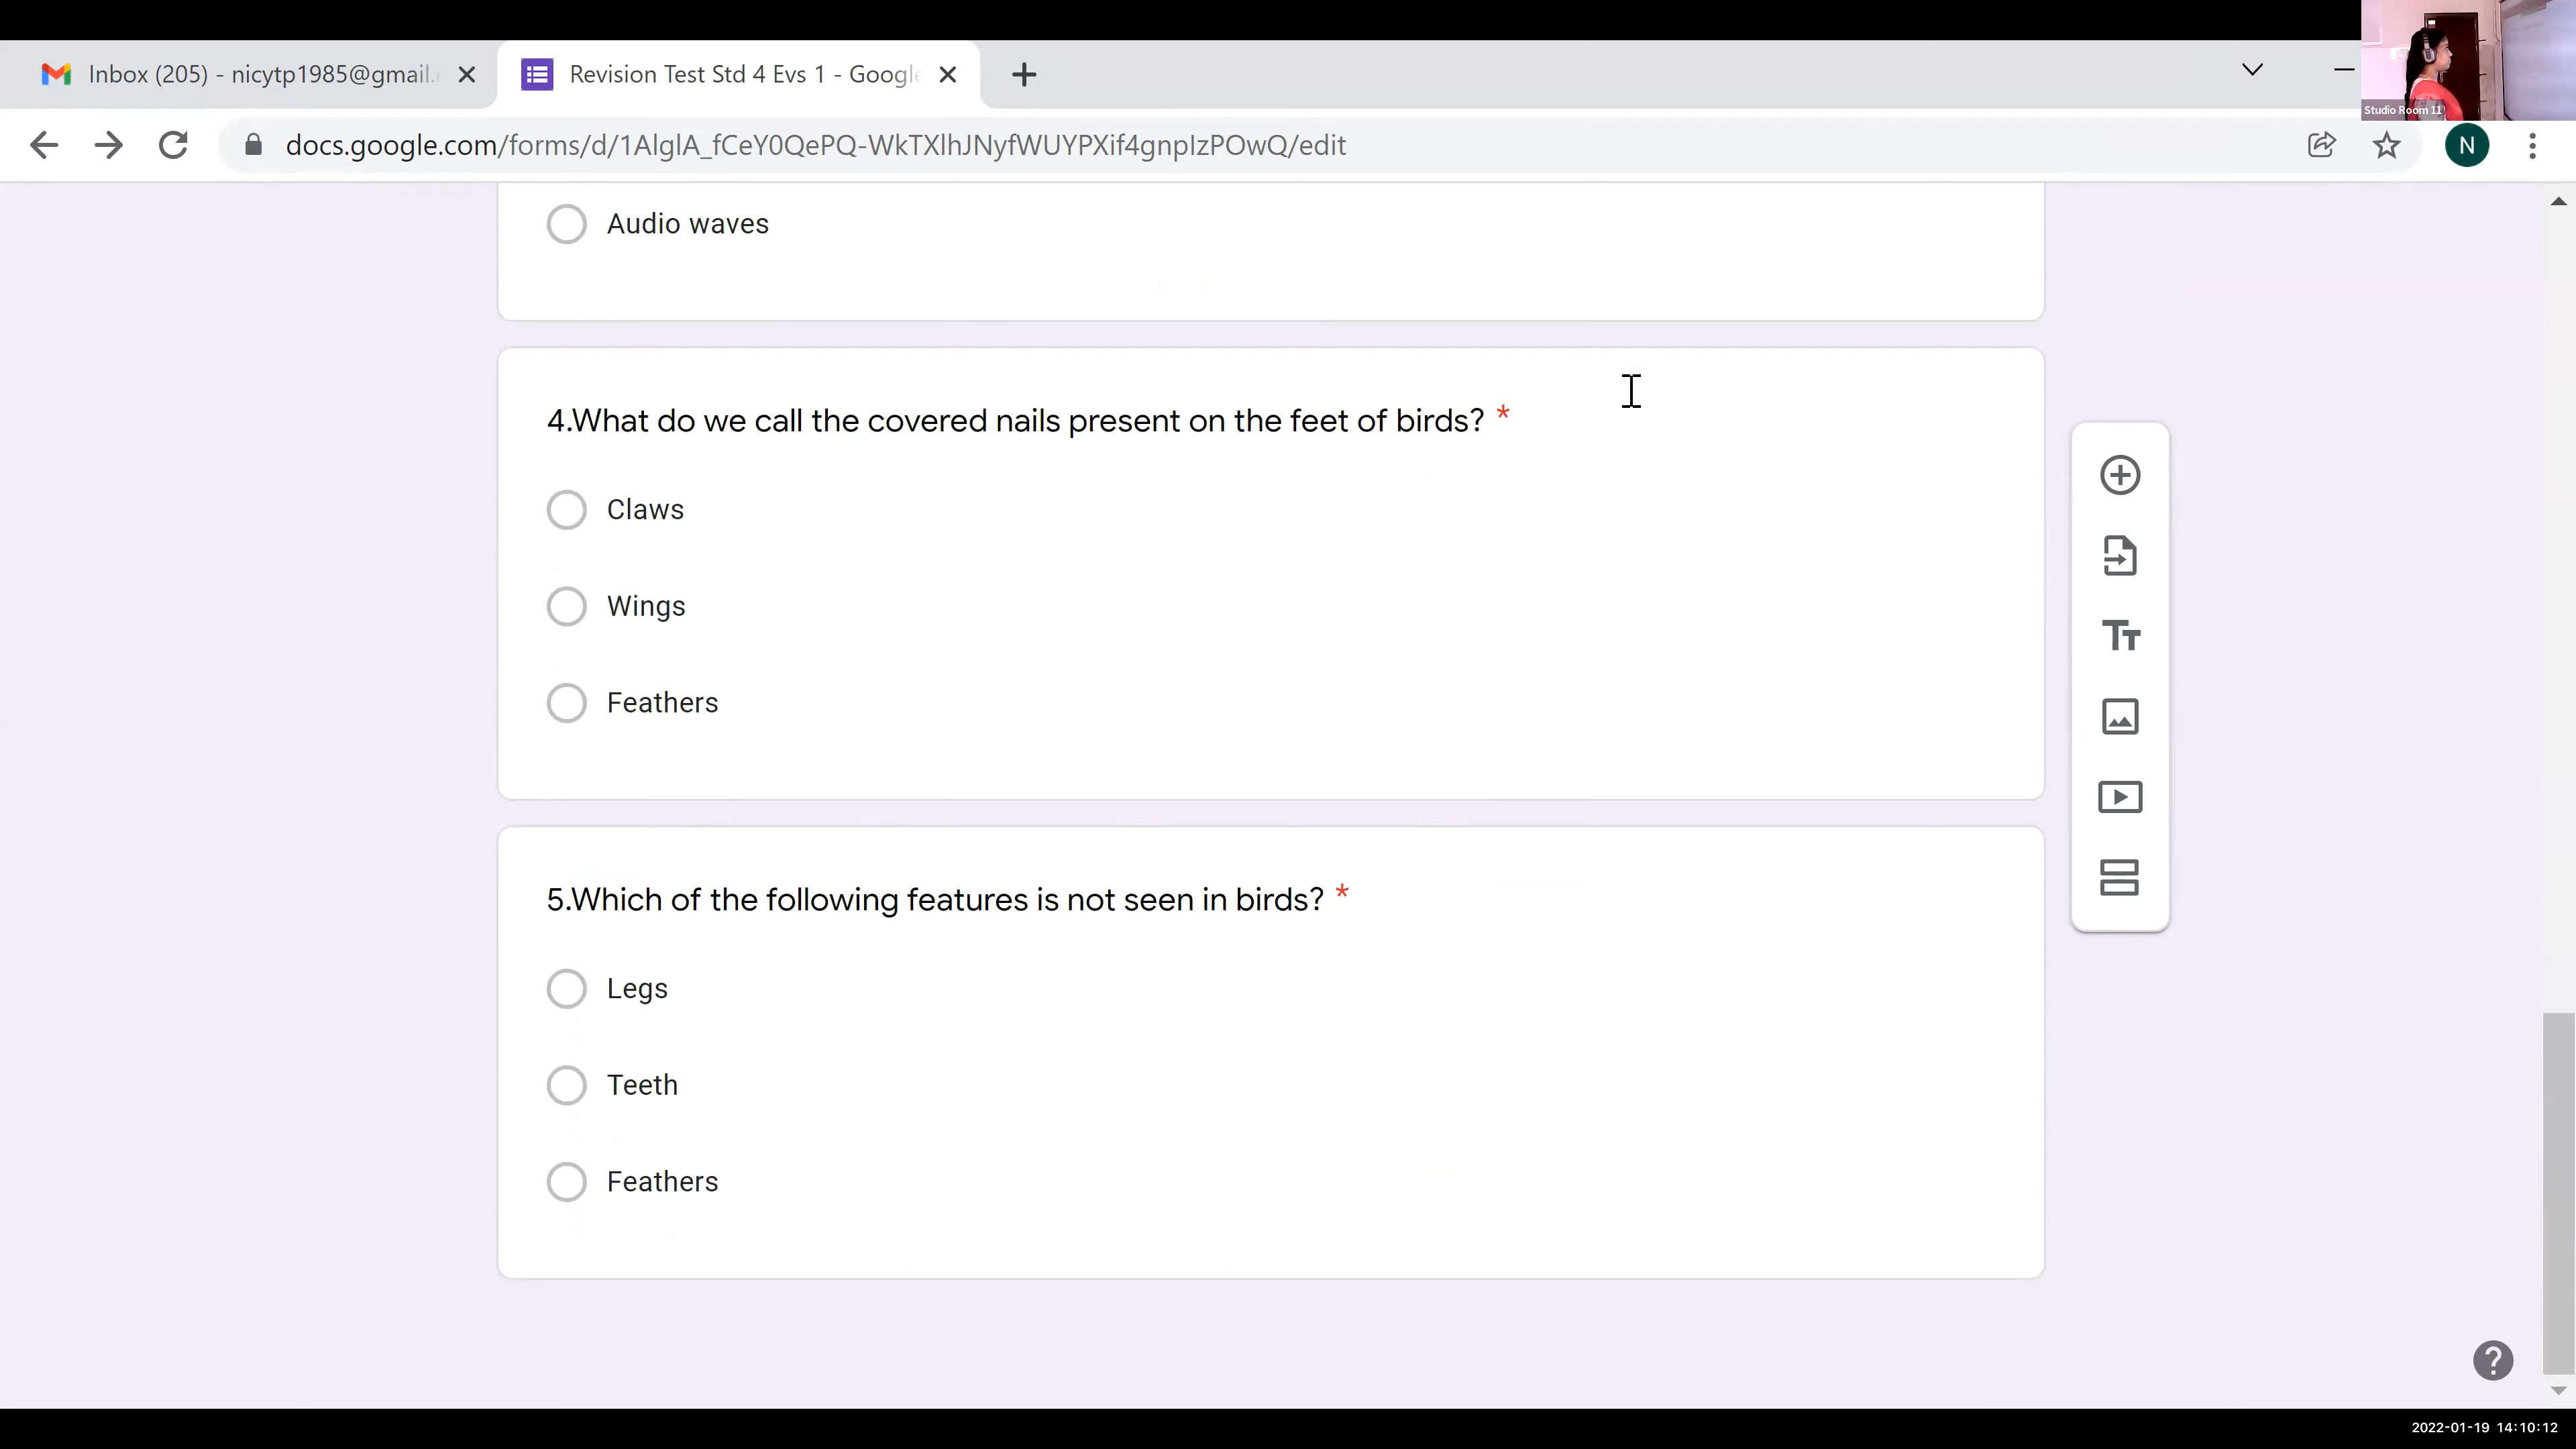 Inbox (205) - nicytp1985@gmail.
Revision Test Std 4 Evs 1 - Google
Studio Room 11
docs.google.com/forms/d/1AlglA_fCeY0QePQ-WkTXlhJNyfWUYPXif4gnpIzPOwQ/edit
N
Audio waves
4.What do we call the covered nails present on the feet of birds? *
Claws
Wings
Feathers
5.Which of the following features is not seen in birds? *
Legs
Teeth
Feathers
2022-01-19 14:10:12